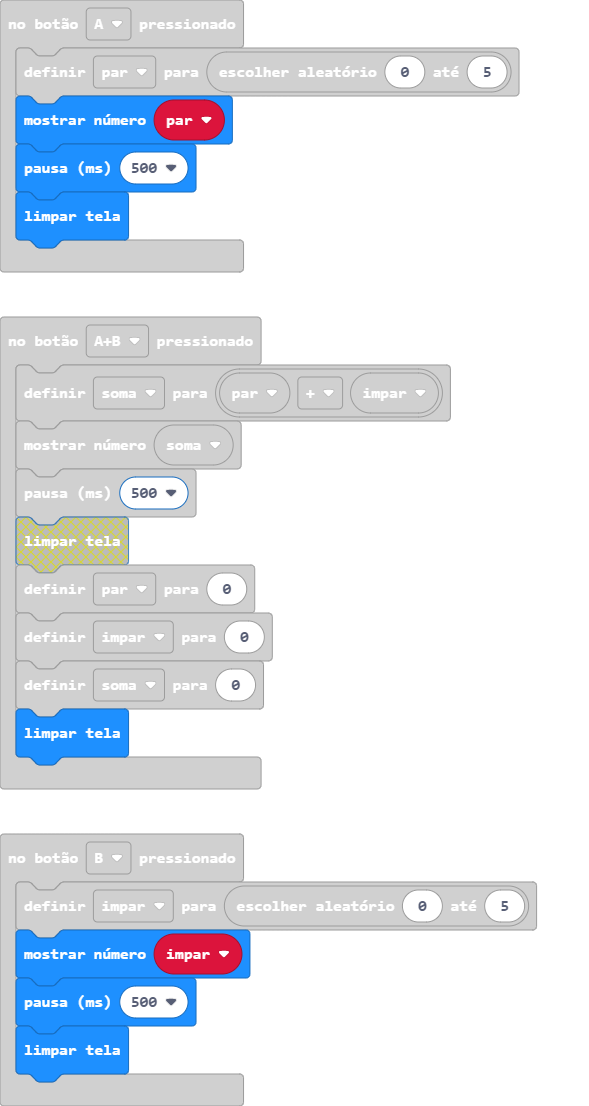 no botão A pressionado
definir par para escolher aleatório 0 até 5
mostrar número par
pausa (ms) 500
limpar tela
no botão A+B pressionado
definir soma para par + impar
mostrar número soma
pausa (ms) 500
limpar tela
definir par para 0
definir impar para 0
definir soma para 0
limpar tela
no botão B pressionado
definir impar para escolher aleatório 0 até 5
mostrar número impar
pausa (ms) 500
limpar tela